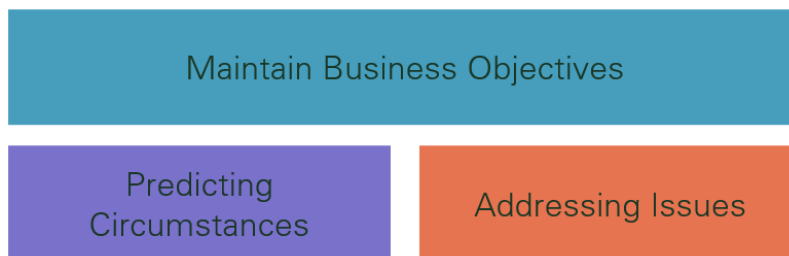 Maintain Business Objectives
Predicting
Circumstances
Addressing Issues